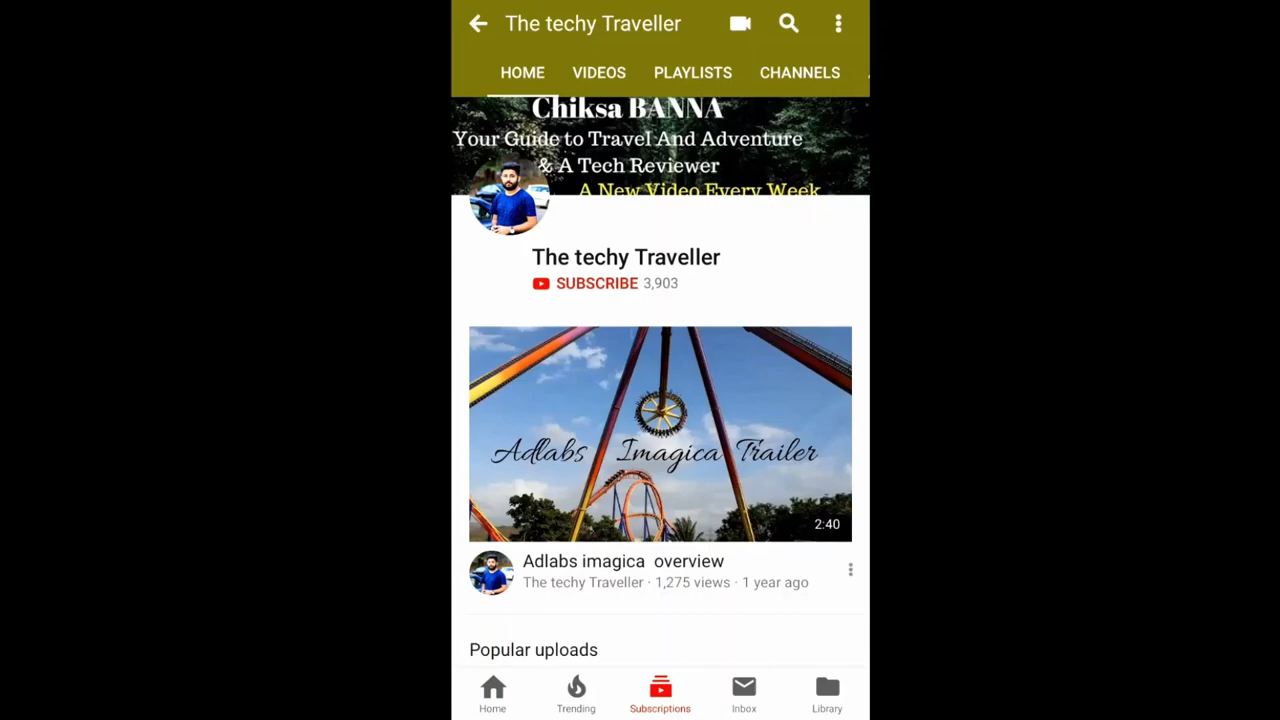 The techy Traveller
HOME VIDEOS PLAYLISTS CHANNELS
Chiksa BANNA
Your Guide to Travel And Adventure
& A Tech Reviewer
A New Video Every Week
The techy Traveller
SUBSCRIBE 3,903
Adlabs Imagica Trailer
2:40
Adlabs imagica overview
The techy Traveller · 1,275 views · 1 year ago
Popular uploads
Home Trending Subscriptions Inbox Library